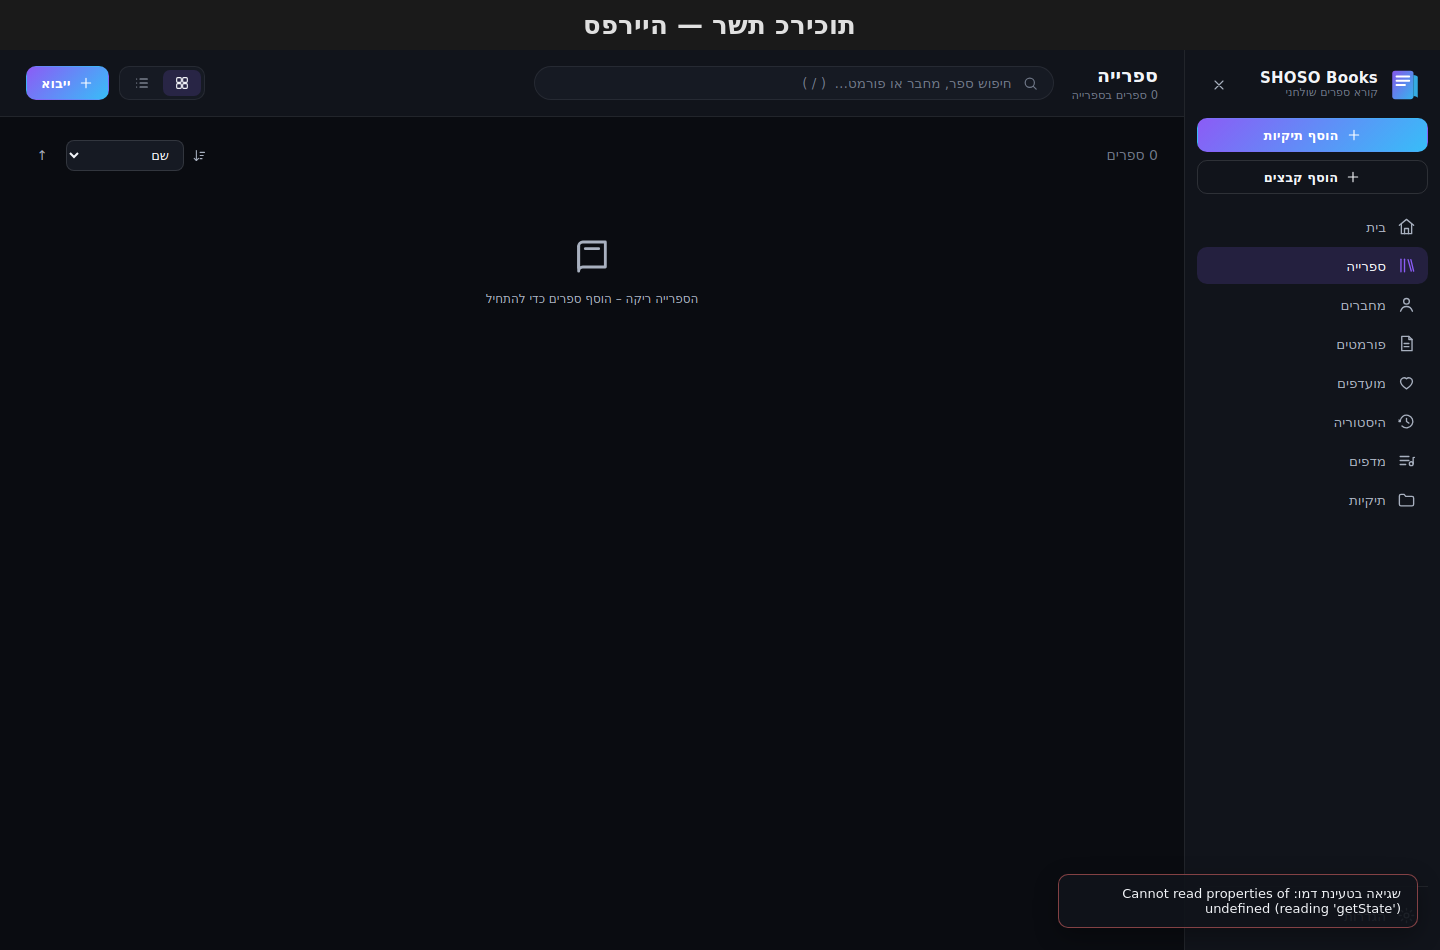 תוכירכ תשר — היירפס
SHOSO Books
קורא ספרים שולחני
הוסף תיקיות
הוסף קבצים
בית
ספרייה
מחברים
פורמטים
מועדפים
היסטוריה
מדפים
תיקיות
ספרייה
0 ספרים בספרייה
חיפוש ספר, מחבר או פורמט... ( / )
ייבוא
0 ספרים
שם
↑
הספרייה ריקה – הוסף ספרים כדי להתחיל
שגיאה בטעינת דמו: Cannot read properties of
undefined (reading 'getState')